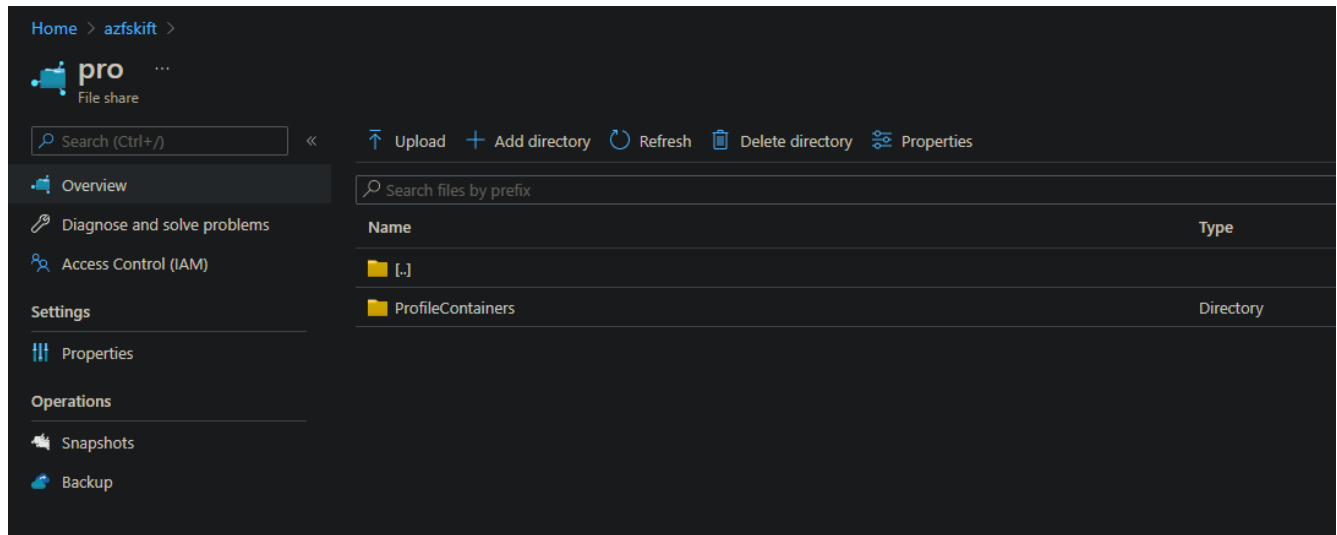 Home > azfskift >
pro ...
File share
Search (Ctrl+/) «
Upload Add directory Refresh Delete directory Properties
Overview
Search files by prefix
Diagnose and solve problems
Name Type
Access Control (IAM)
[..]
Settings
ProfileContainers Directory
Properties
Operations
Snapshots
Backup